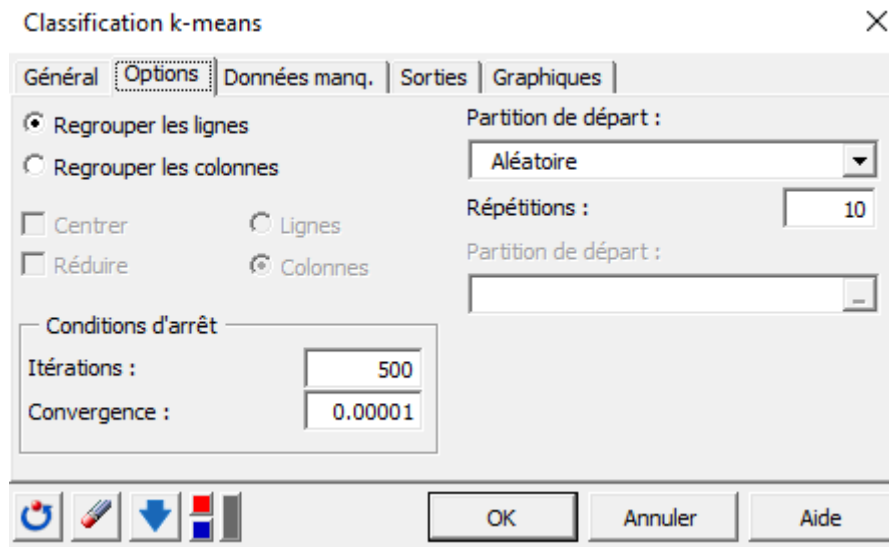 Classification k-means
Général
Options
Données manq.
Sorties
Graphiques
Regrouper les lignes
Regrouper les colonnes
Centrer
Lignes
Réduire
Colonnes
Conditions d'arrêt
Itérations :
500
Convergence :
0.00001
Partition de départ :
Aléatoire
Répétitions :
10
Partition de départ :
_
OK
Annuler
Aide